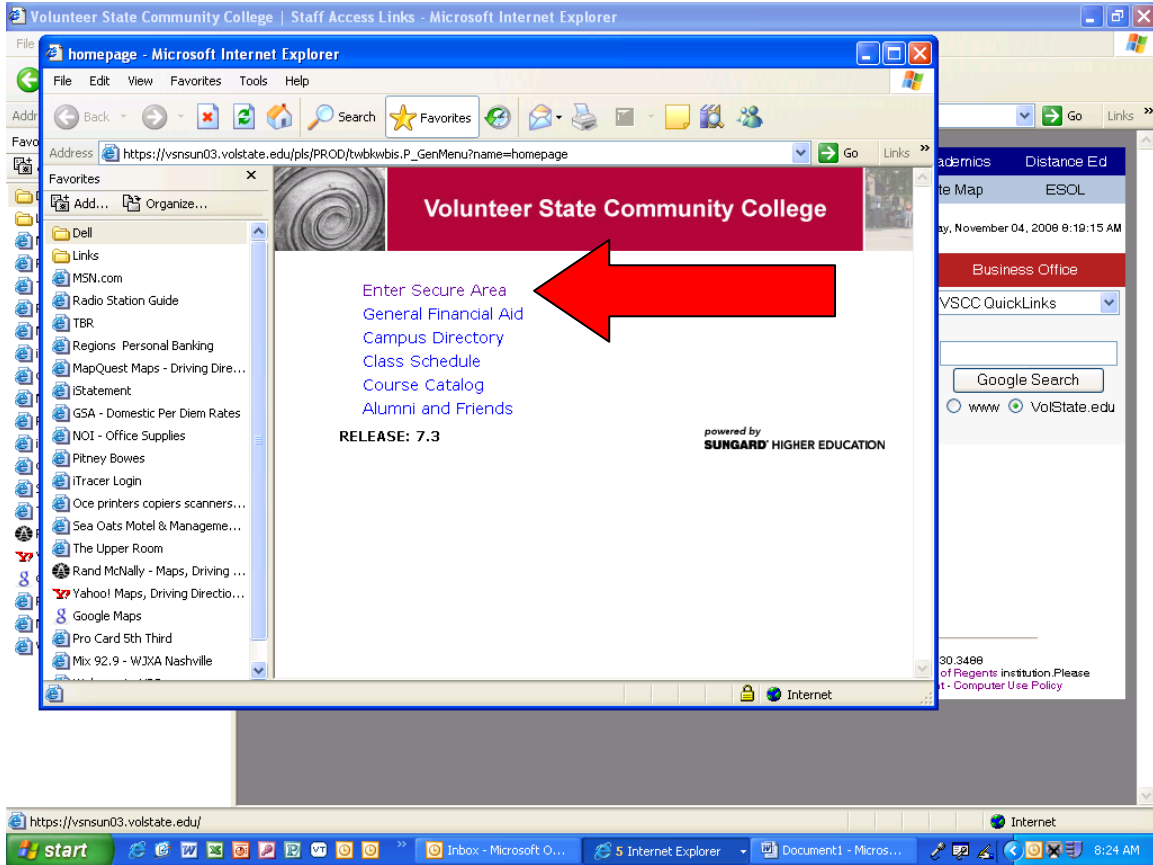 Volunteer State Community College | Staff Access Links - Microsoft Internet Explorer
File
homepage - Microsoft Internet Explorer
File Edit View Favorites Tools Help
Back Search Favorites
Addr
Go Links »
Address https://vsnsun03.volstate.edu/pls/PROD/twbkwbis.P_GenMenu?name=homepage Go Links »
Favo
Favorites x
Add... Organize...
Dell
Links
MSN.com
Radio Station Guide
TBR
Regions Personal Banking
MapQuest Maps - Driving Dire...
iStatement
GSA - Domestic Per Diem Rates
NOI - Office Supplies
Pitney Bowes
iTracer Login
Oce printers copiers scanners...
Sea Oats Motel & Manageme...
The Upper Room
Rand McNally - Maps, Driving ...
Yahoo! Maps, Driving Directio...
Google Maps
Pro Card 5th Third
Mix 92.9 - WJXA Nashville
Volunteer State Community College
Enter Secure Area
General Financial Aid
Campus Directory
Class Schedule
Course Catalog
Alumni and Friends
RELEASE: 7.3
powered by
SUNGARD® HIGHER EDUCATION
Internet
ademics Distance Ed
te Map ESOL
ay, November 04, 2008 8:19:15 AM
Business Office
VSCC QuickLinks
Google Search
www VolState.edu
30.3488
of Regents institution.Please
t - Computer Use Policy
https://vsnsun03.volstate.edu/
Internet
start » Inbox - Microsoft O... 5 Internet Explorer Document1 - Micros... 8:24 AM